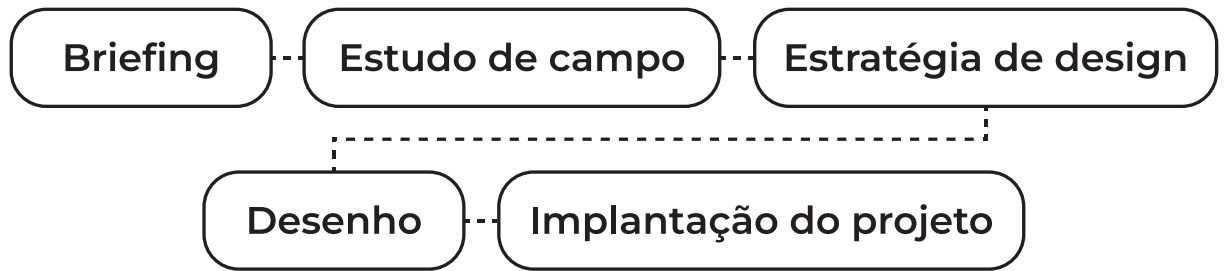 Briefing
Estudo de campo
Estratégia de design
Desenho
Implantação do projeto